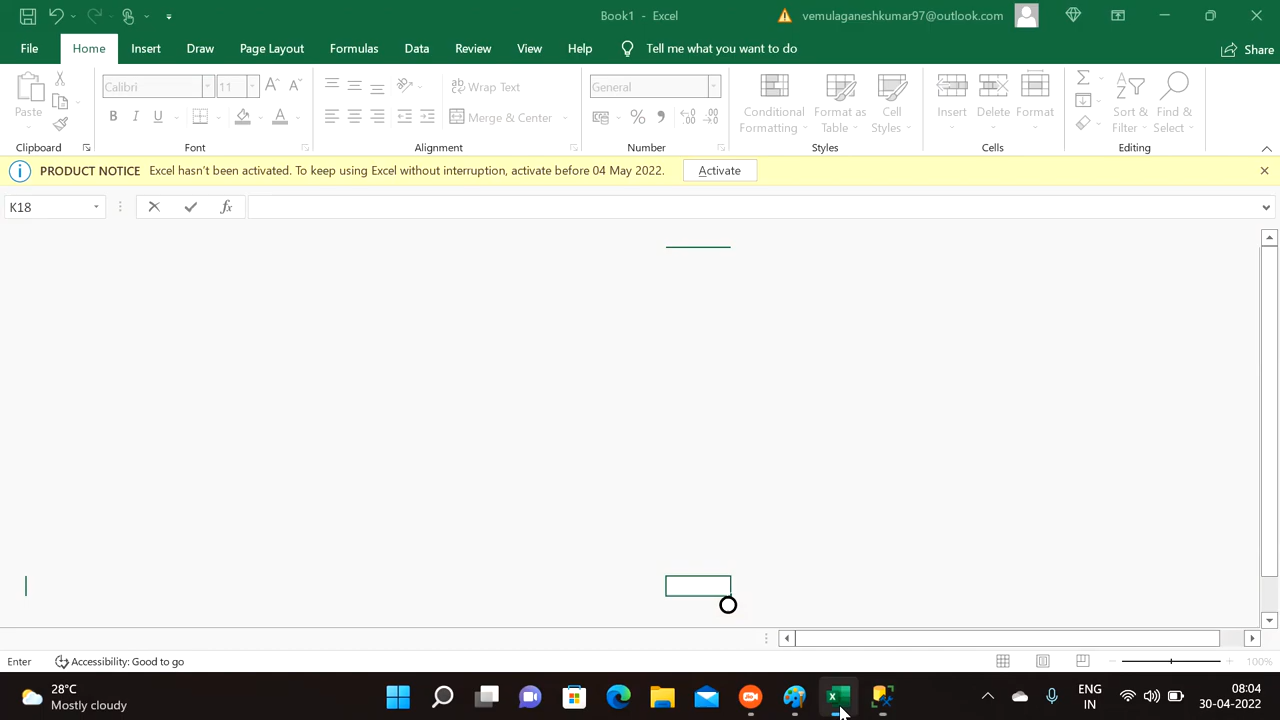 Book1 - Excel
vemulaganeshkumar97@outlook.com
File Home Insert Draw Page Layout Formulas Data Review View Help Tell me what you want to do Share
Paste
Calibri 11
B I U A
ab Wrap Text
Merge & Center
General
%
Conditional Formatting
Format as Table
Cell Styles
Insert
Delete
Format
Sort & Filter
Find & Select
Clipboard Font Alignment Number Styles Cells Editing
PRODUCT NOTICE Excel hasn't been activated. To keep using Excel without interruption, activate before 04 May 2022. Activate
K18 fx
Enter Accessibility: Good to go 100%
28°C
Mostly cloudy
ENG
IN
08:04
30-04-2022